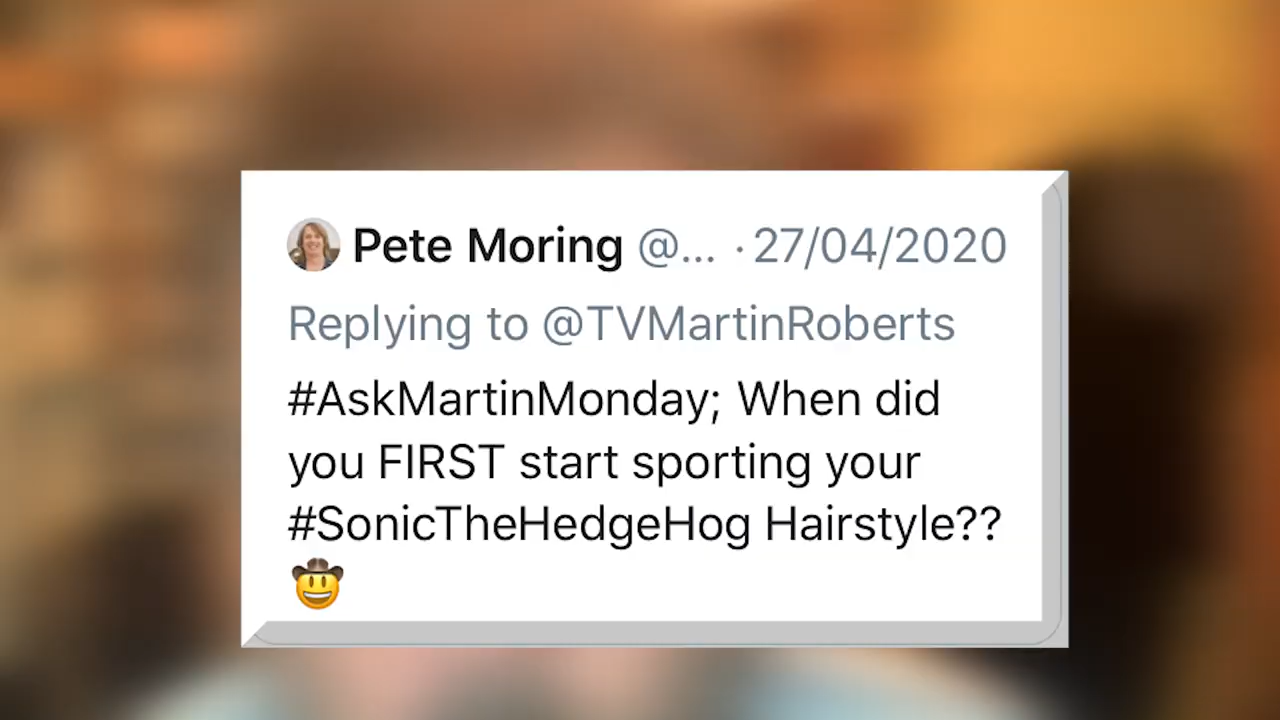 Pete Moring @... · 27/04/2020
Replying to @TVMartinRoberts
#AskMartinMonday; When did
you FIRST start sporting your
#SonicTheHedgeHog Hairstyle??
🤠